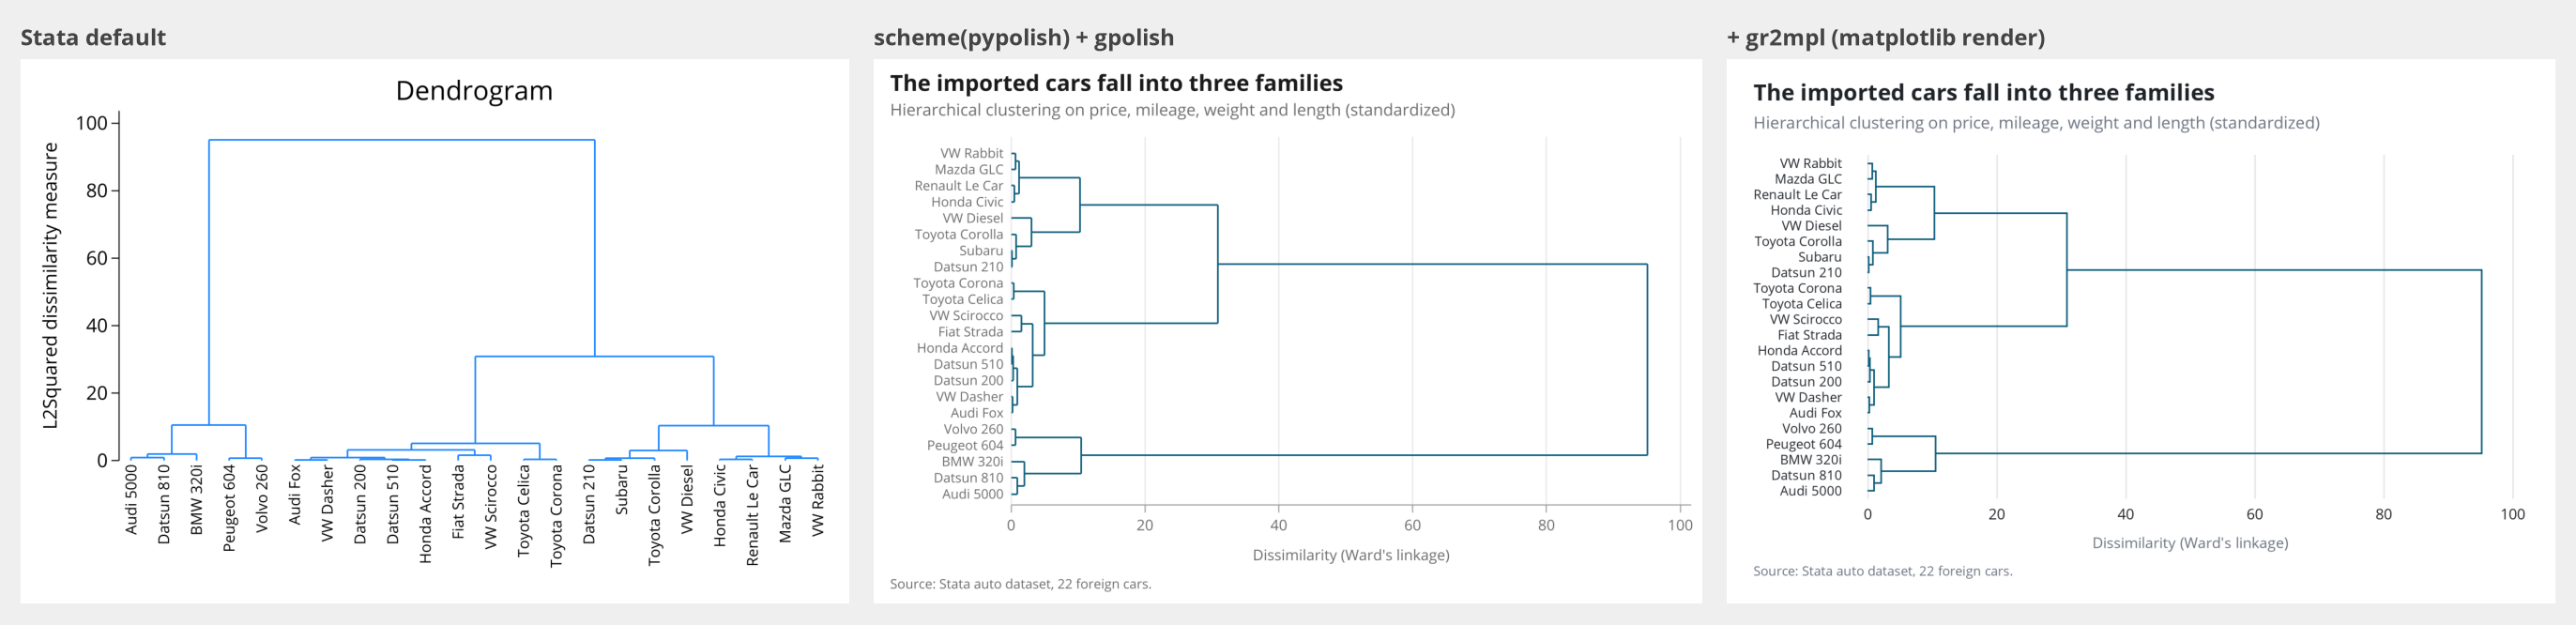 Stata default
Dendrogram
L2Squared dissimilarity measure
100
80
60
40
20
0
Audi 5000
Datsun 810
BMW 320i
Peugeot 604
Volvo 260
Audi Fox
VW Dasher
Datsun 200
Datsun 510
Honda Accord
Fiat Strada
VW Scirocco
Toyota Celica
Toyota Corona
Datsun 210
Subaru
Toyota Corolla
VW Diesel
Honda Civic
Renault Le Car
Mazda GLC
VW Rabbit
scheme(pypolish) + gpolish
The imported cars fall into three families
Hierarchical clustering on price, mileage, weight and length (standardized)
VW Rabbit
Mazda GLC
Renault Le Car
Honda Civic
VW Diesel
Toyota Corolla
Subaru
Datsun 210
Toyota Corona
Toyota Celica
VW Scirocco
Fiat Strada
Honda Accord
Datsun 510
Datsun 200
VW Dasher
Audi Fox
Volvo 260
Peugeot 604
BMW 320i
Datsun 810
Audi 5000
0 20 40 60 80 100
Dissimilarity (Ward's linkage)
Source: Stata auto dataset, 22 foreign cars.
+ gr2mpl (matplotlib render)
The imported cars fall into three families
Hierarchical clustering on price, mileage, weight and length (standardized)
VW Rabbit
Mazda GLC
Renault Le Car
Honda Civic
VW Diesel
Toyota Corolla
Subaru
Datsun 210
Toyota Corona
Toyota Celica
VW Scirocco
Fiat Strada
Honda Accord
Datsun 510
Datsun 200
VW Dasher
Audi Fox
Volvo 260
Peugeot 604
BMW 320i
Datsun 810
Audi 5000
0 20 40 60 80 100
Dissimilarity (Ward's linkage)
Source: Stata auto dataset, 22 foreign cars.